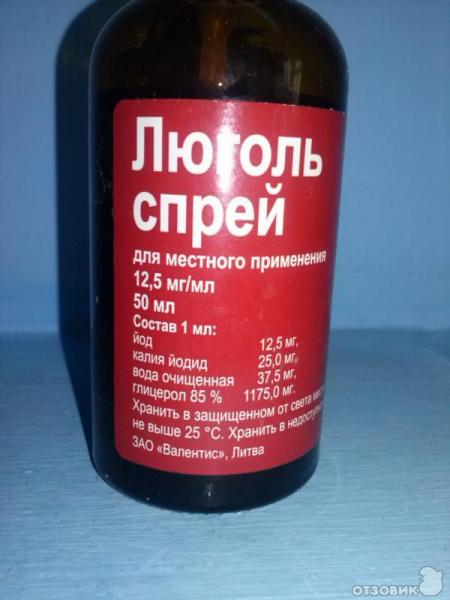 Люголь
спрей
для местного применения
12,5 мг/мл
50 мл
Состав 1 мл:
йод 12,5 мг,
калия йодид 25,0 мг,
вода очищенная 37,5 мг,
глицерол 85 % 1175,0 мг.
Хранить в защищенном от света
не выше 25 °С. Хранить в
ЗАО «Валентис», Литва
ОТЗОВИК